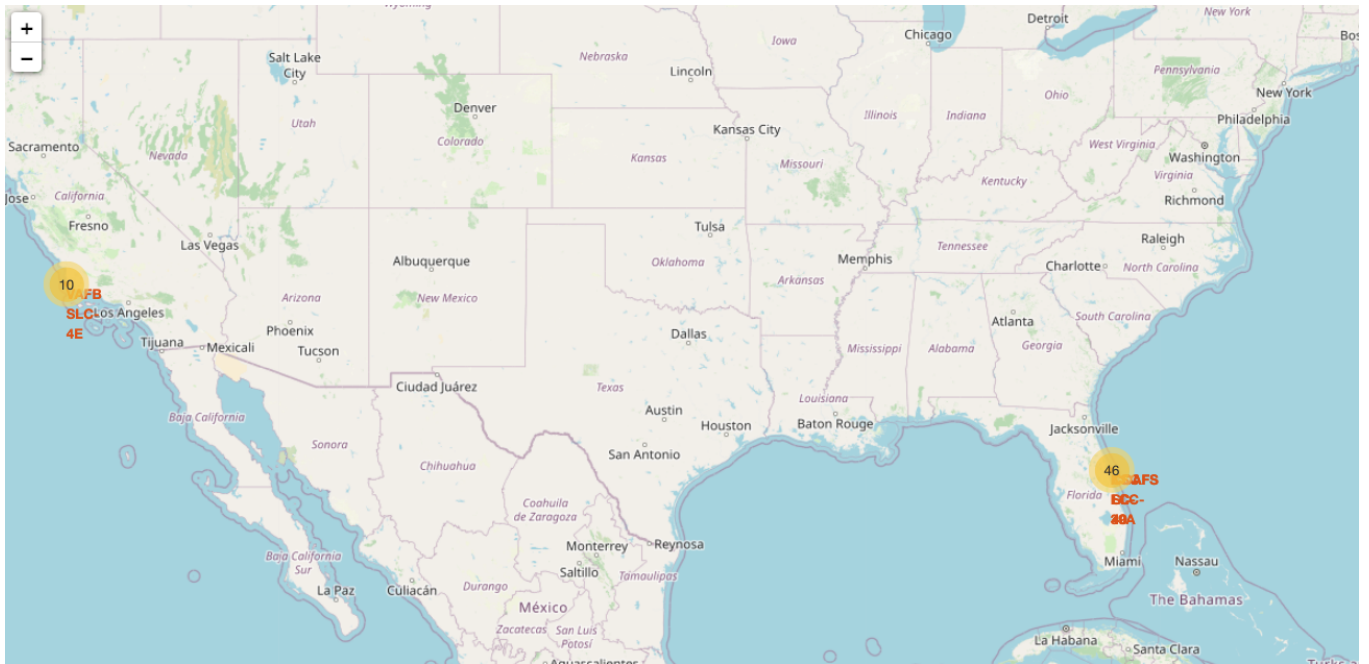 +
−
Wyoming
Detroit
New York
Chicago
Bos
Iowa
Salt Lake
City
Nebraska
Lincoln
Pennsylvania
New York
Denver
Ohio
Utah
Illinois
Indiana
Philadelphia
Kansas City
Sacramento
Colorado
West Virginia
Nevada
Kansas
Missouri
Washington
Virginia
Kentucky
Jose
California
Richmond
Fresno
Tulsa
Las Vegas
Raleigh
Tennessee
Albuquerque
Oklahoma
Memphis
Charlotte
North Carolina
Arkansas
10
Arizona
New Mexico
SLC-
4E
Los Angeles
South Carolina
Phoenix
Atlanta
Dallas
Tijuana
Mexicali
Tucson
Mississippi
Alabama
Georgia
Ciudad Juárez
Texas
Louisiana
Baja California
Austin
Houston
Baton Rouge
Jacksonville
Sonora
San Antonio
Chihuahua
46
Florida
Coahuila
de Zaragoza
Monterrey
Reynosa
Baja California
Sur
Saltillo
Tamaulipas
Miami
Nassau
La Paz
Culiacán
Durango
The Bahamas
México
Zacatecas
San Luis
Potosí
La Habana
Santa Clara
Aguascalientes